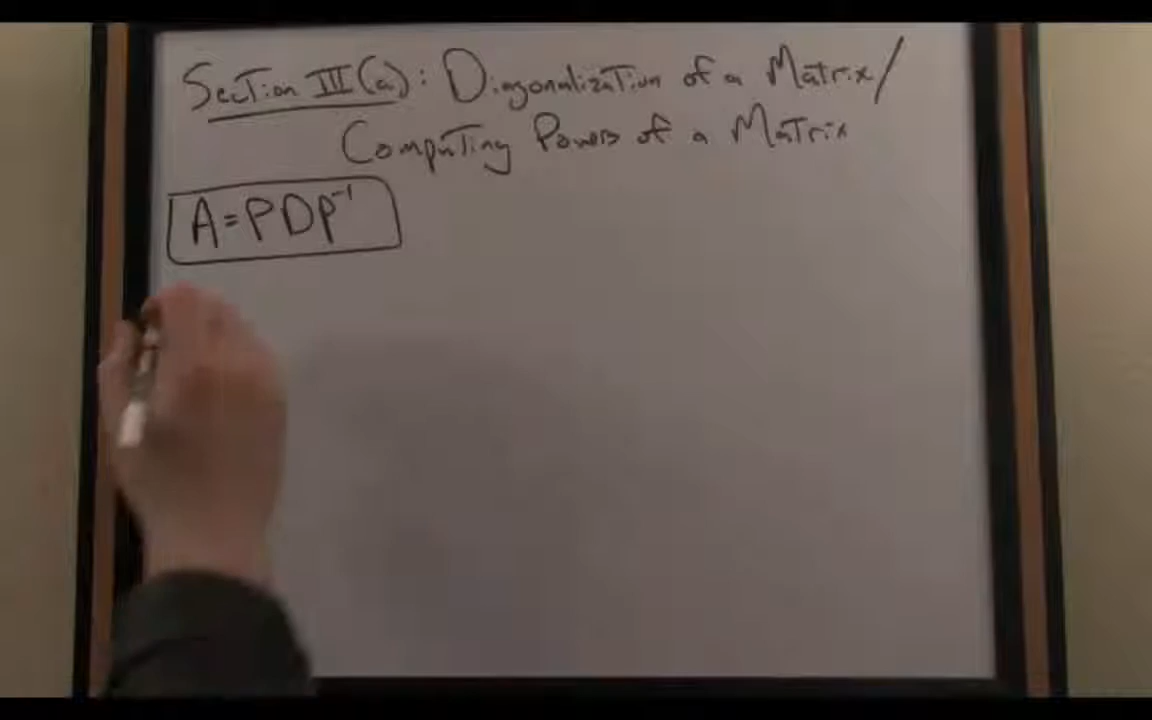 Section III(a): Diagonalization of a Matrix/
Computing Powers of a Matrix
A=PDP⁻¹